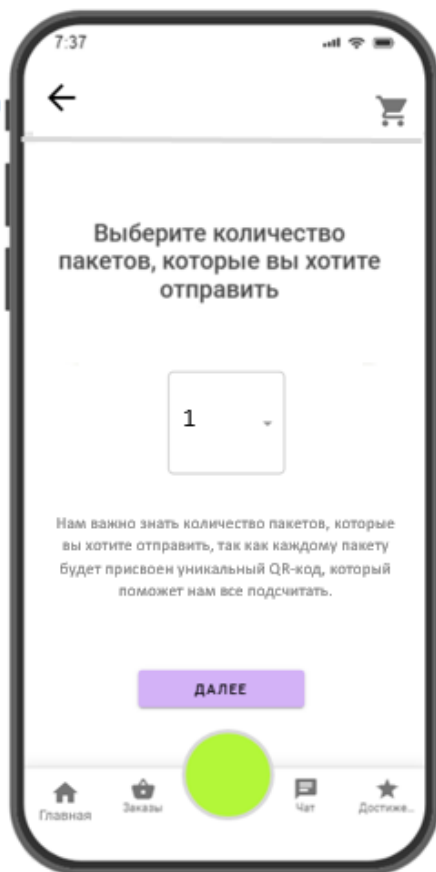 7:37
Выберите количество
пакетов, которые вы хотите
отправить
1
Нам важно знать количество пакетов, которые
вы хотите отправить, так как каждому пакету
будет присвоен уникальный QR-код, который
поможет нам все подсчитать.
ДАЛЕЕ
Главная Заказы Чат Достиже...